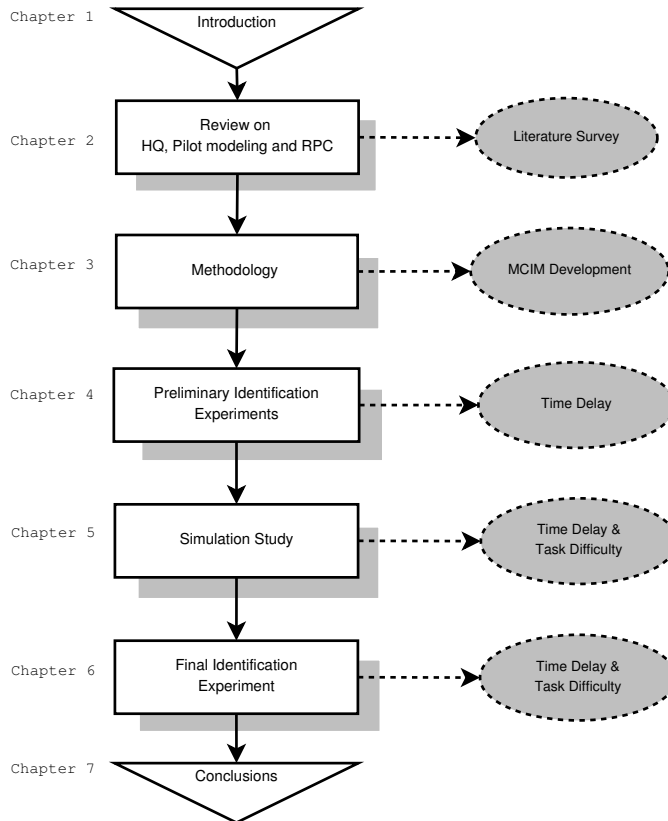 Chapter 1
Introduction
Chapter 2
Review on
HQ, Pilot modeling and RPC
Literature Survey
Chapter 3
Methodology
MCIM Development
Chapter 4
Preliminary Identification
Experiments
Time Delay
Chapter 5
Simulation Study
Time Delay &
Task Difficulty
Chapter 6
Final Identification
Experiment
Time Delay &
Task Difficulty
Chapter 7
Conclusions